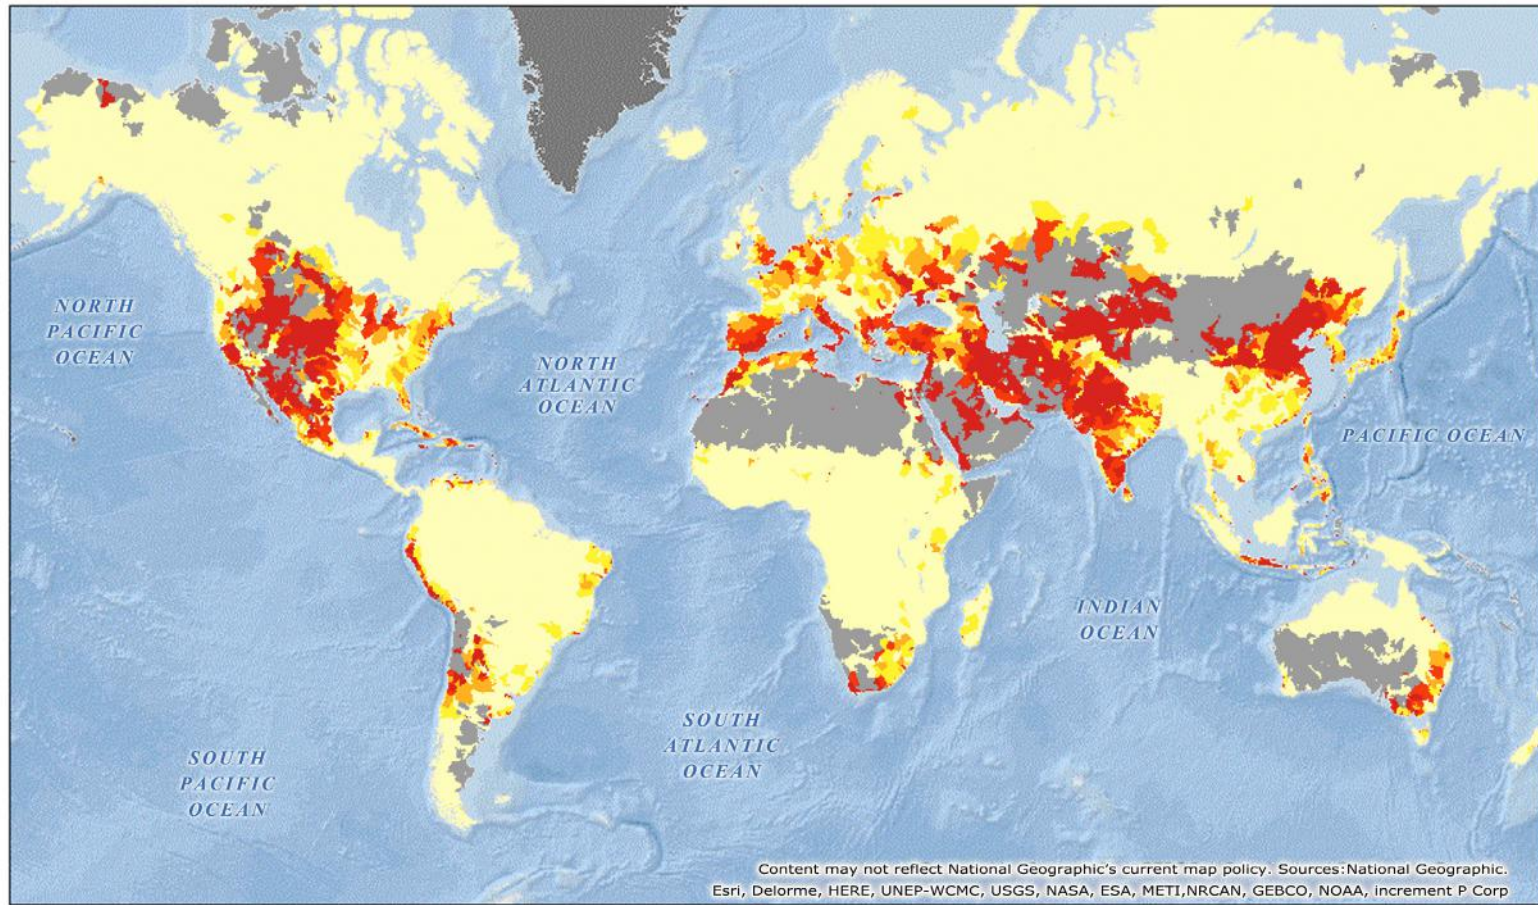 NORTH
PACIFIC
OCEAN
NORTH
ATLANTIC
OCEAN
PACIFIC OCEAN
INDIAN
OCEAN
SOUTH
ATLANTIC
OCEAN
SOUTH
PACIFIC
OCEAN
Content may not reflect National Geographic's current map policy. Sources:National Geographic.
Esri, Delorme, HERE, UNEP-WCMC, USGS, NASA, ESA, METI,NRCAN, GEBCO, NOAA, increment P Corp